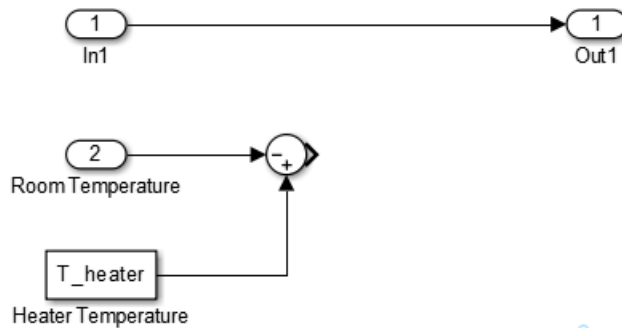 1
In1
1
Out1
2
Room Temperature
−
+
T_heater
Heater Temperature